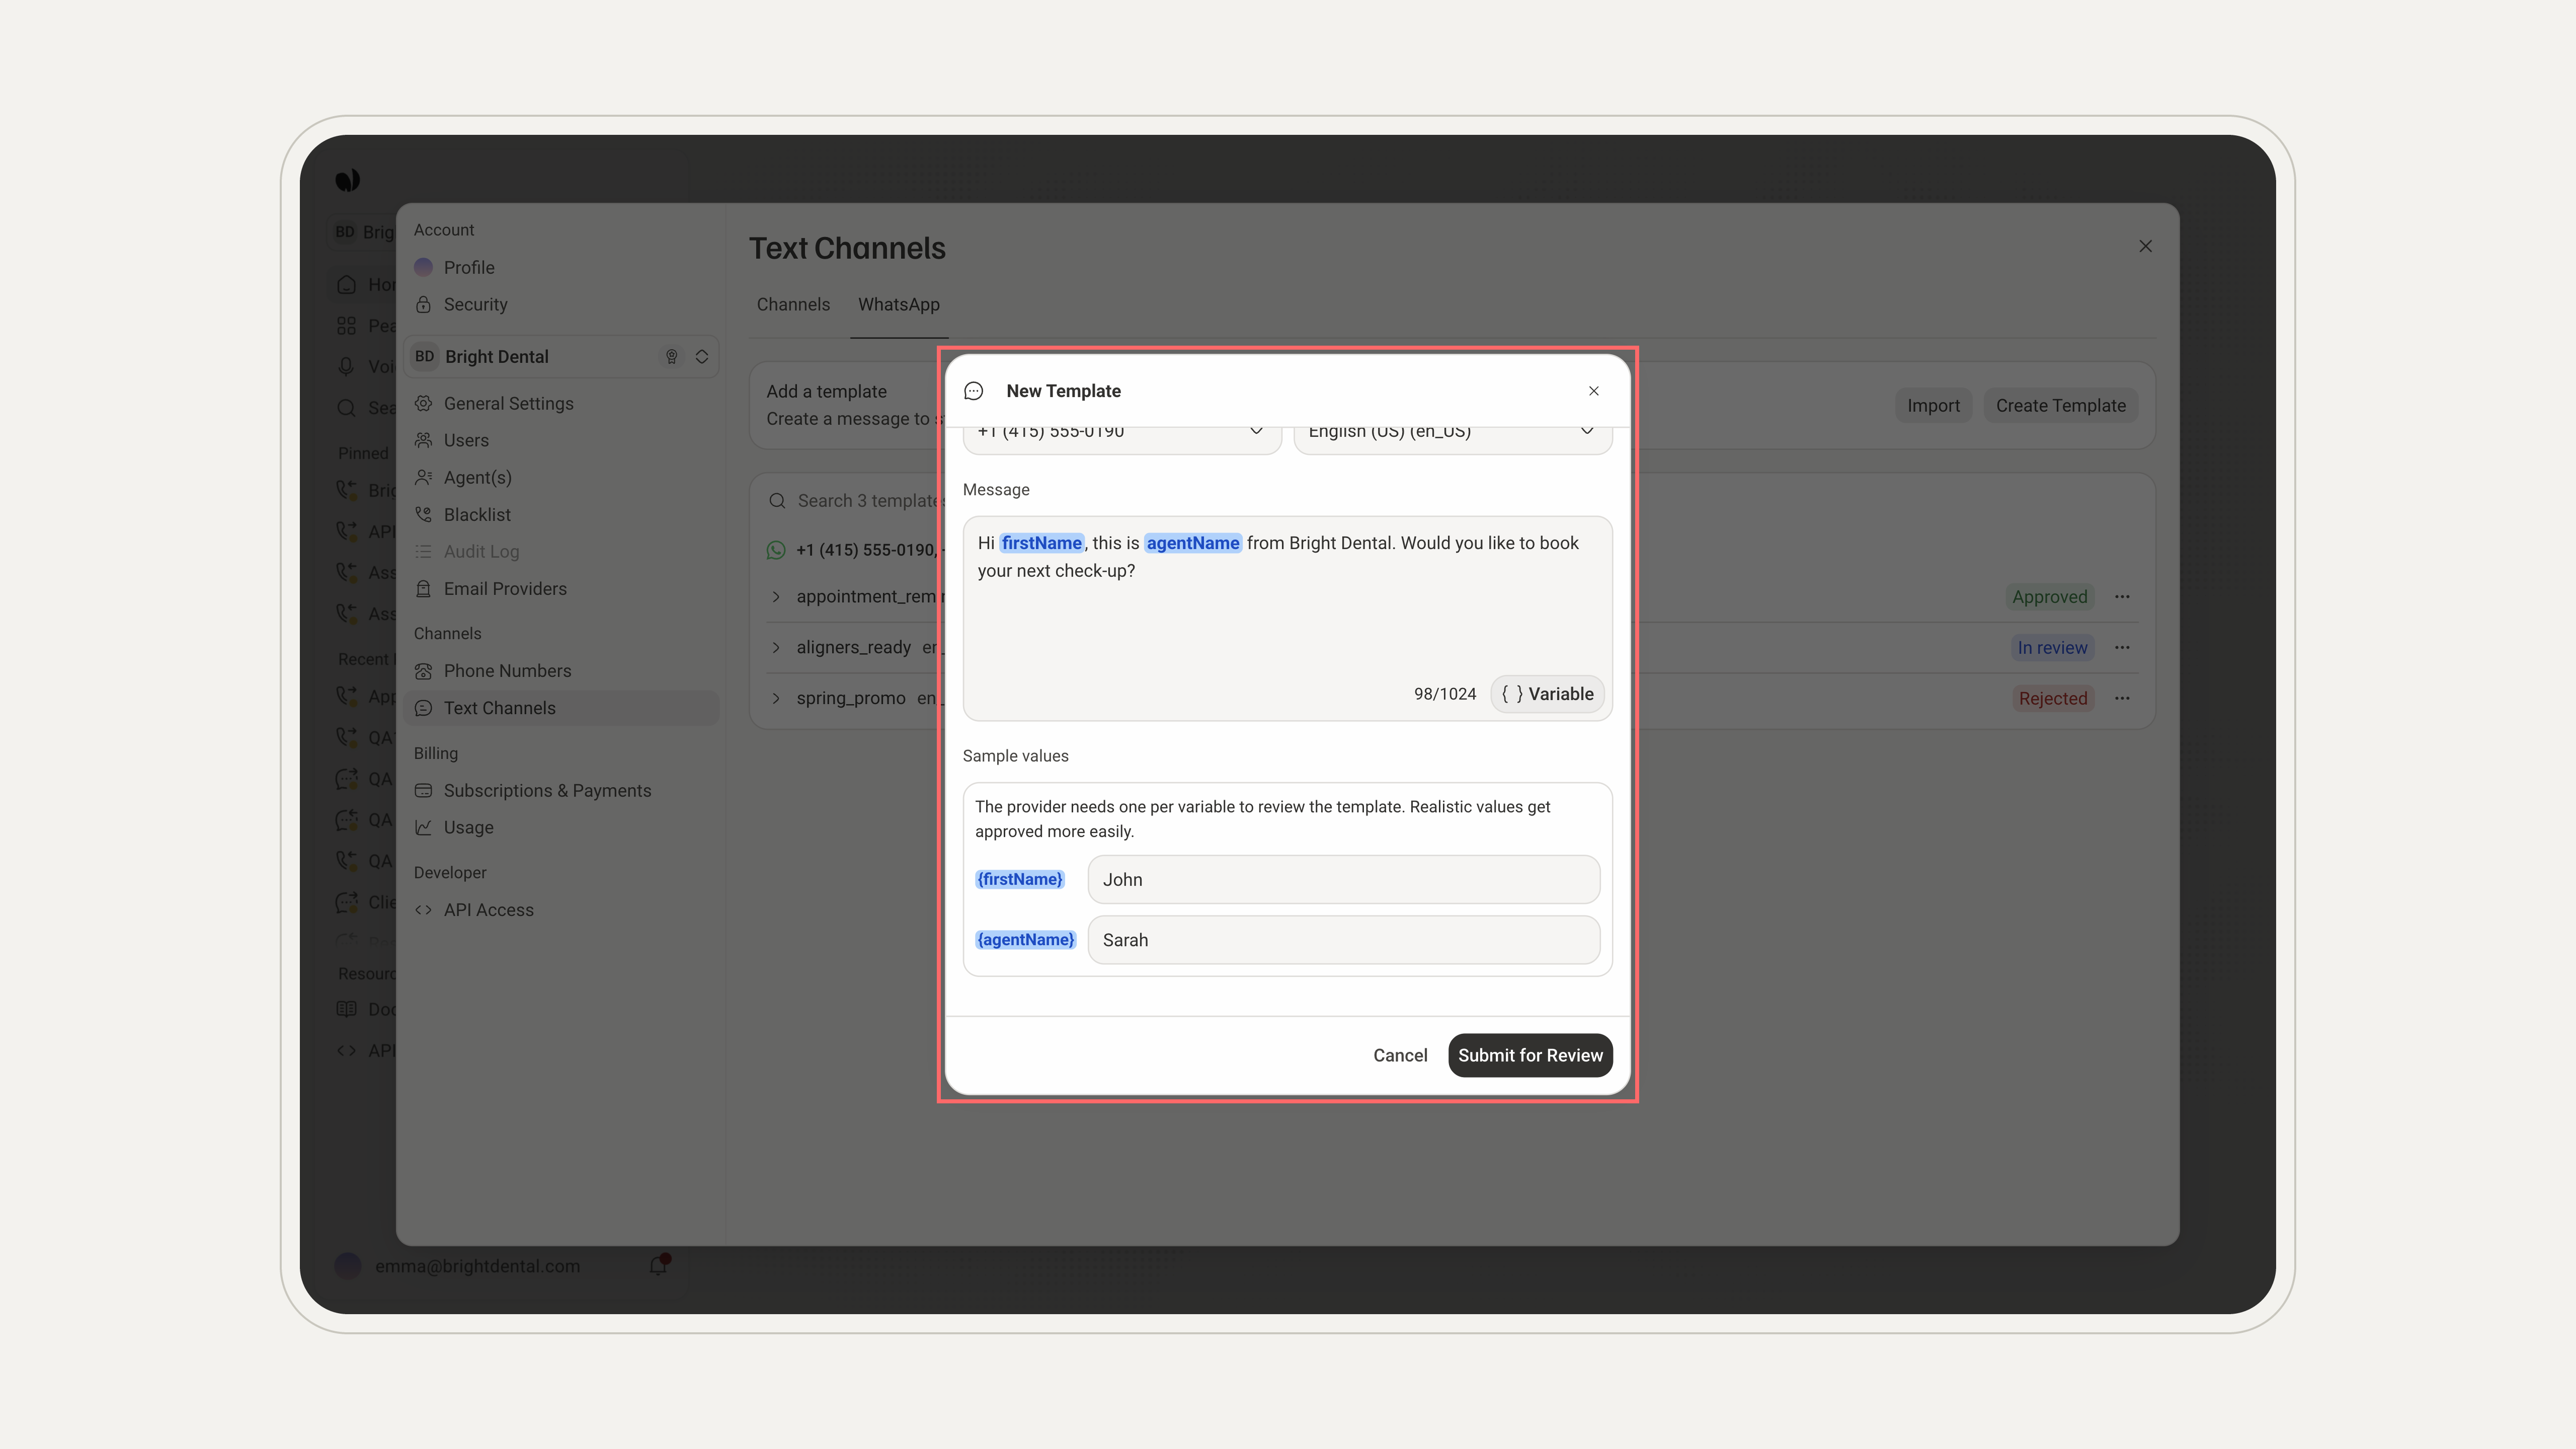 BD Brig
Hor
Pea
Voi
Sea
Pinned
Brig
API
Ass
Ass
Recent
App
QA
QA
QA
QA
Clie
Resourc
Doc
API
emma@brightdental.com
Account
Profile
Security
BD Bright Dental
General Settings
Users
Agent(s)
Blacklist
Audit Log
Email Providers
Channels
Phone Numbers
Text Channels
Billing
Subscriptions & Payments
Usage
Developer
API Access
Text Channels
Channels WhatsApp
Add a template
Create a message to
Import Create Template
Search 3 templates
+1 (415) 555-0190,
appointment_remi
Approved
aligners_ready en_
In review
spring_promo en_
Rejected
New Template
+1 (415) 555-0190 English (US) (en_US)
Message
Hi firstName, this is agentName from Bright Dental. Would you like to book
your next check-up?
98/1024 { } Variable
Sample values
The provider needs one per variable to review the template. Realistic values get
approved more easily.
{firstName} John
{agentName} Sarah
Cancel Submit for Review